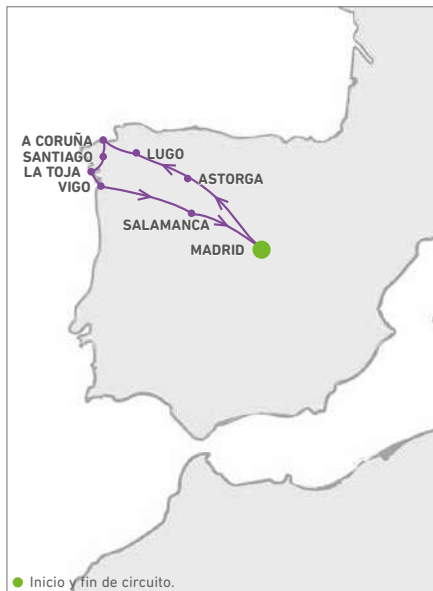 A CORUÑA
LUGO
SANTIAGO
LA TOJA
ASTORGA
VIGO
SALAMANCA
MADRID
Inicio y fin de circuito.